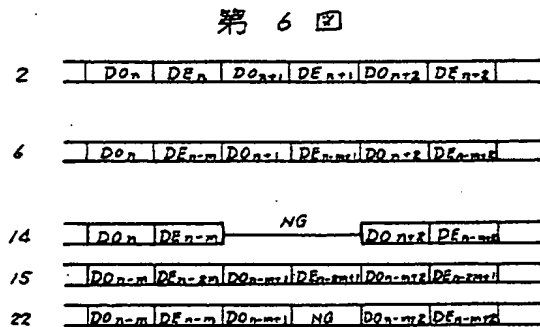 第 6 図
2 DOn DEn DOn+1 DEn+1 DOn+2 DEn+2
6 DOn DEn-m DOn+1 DEn-m+1 DOn+2 DEn-m+2
14 DOn DEn-m NG DOn+2 DEn-m+2
15 DOn-m DEn-2m DOn-m+1 DEn-2m+1 DOn-m+2 DEn-2m+1
22 DOn-m DEn-m DOn-m+1 NG DOn-m+2 DEn-m+2